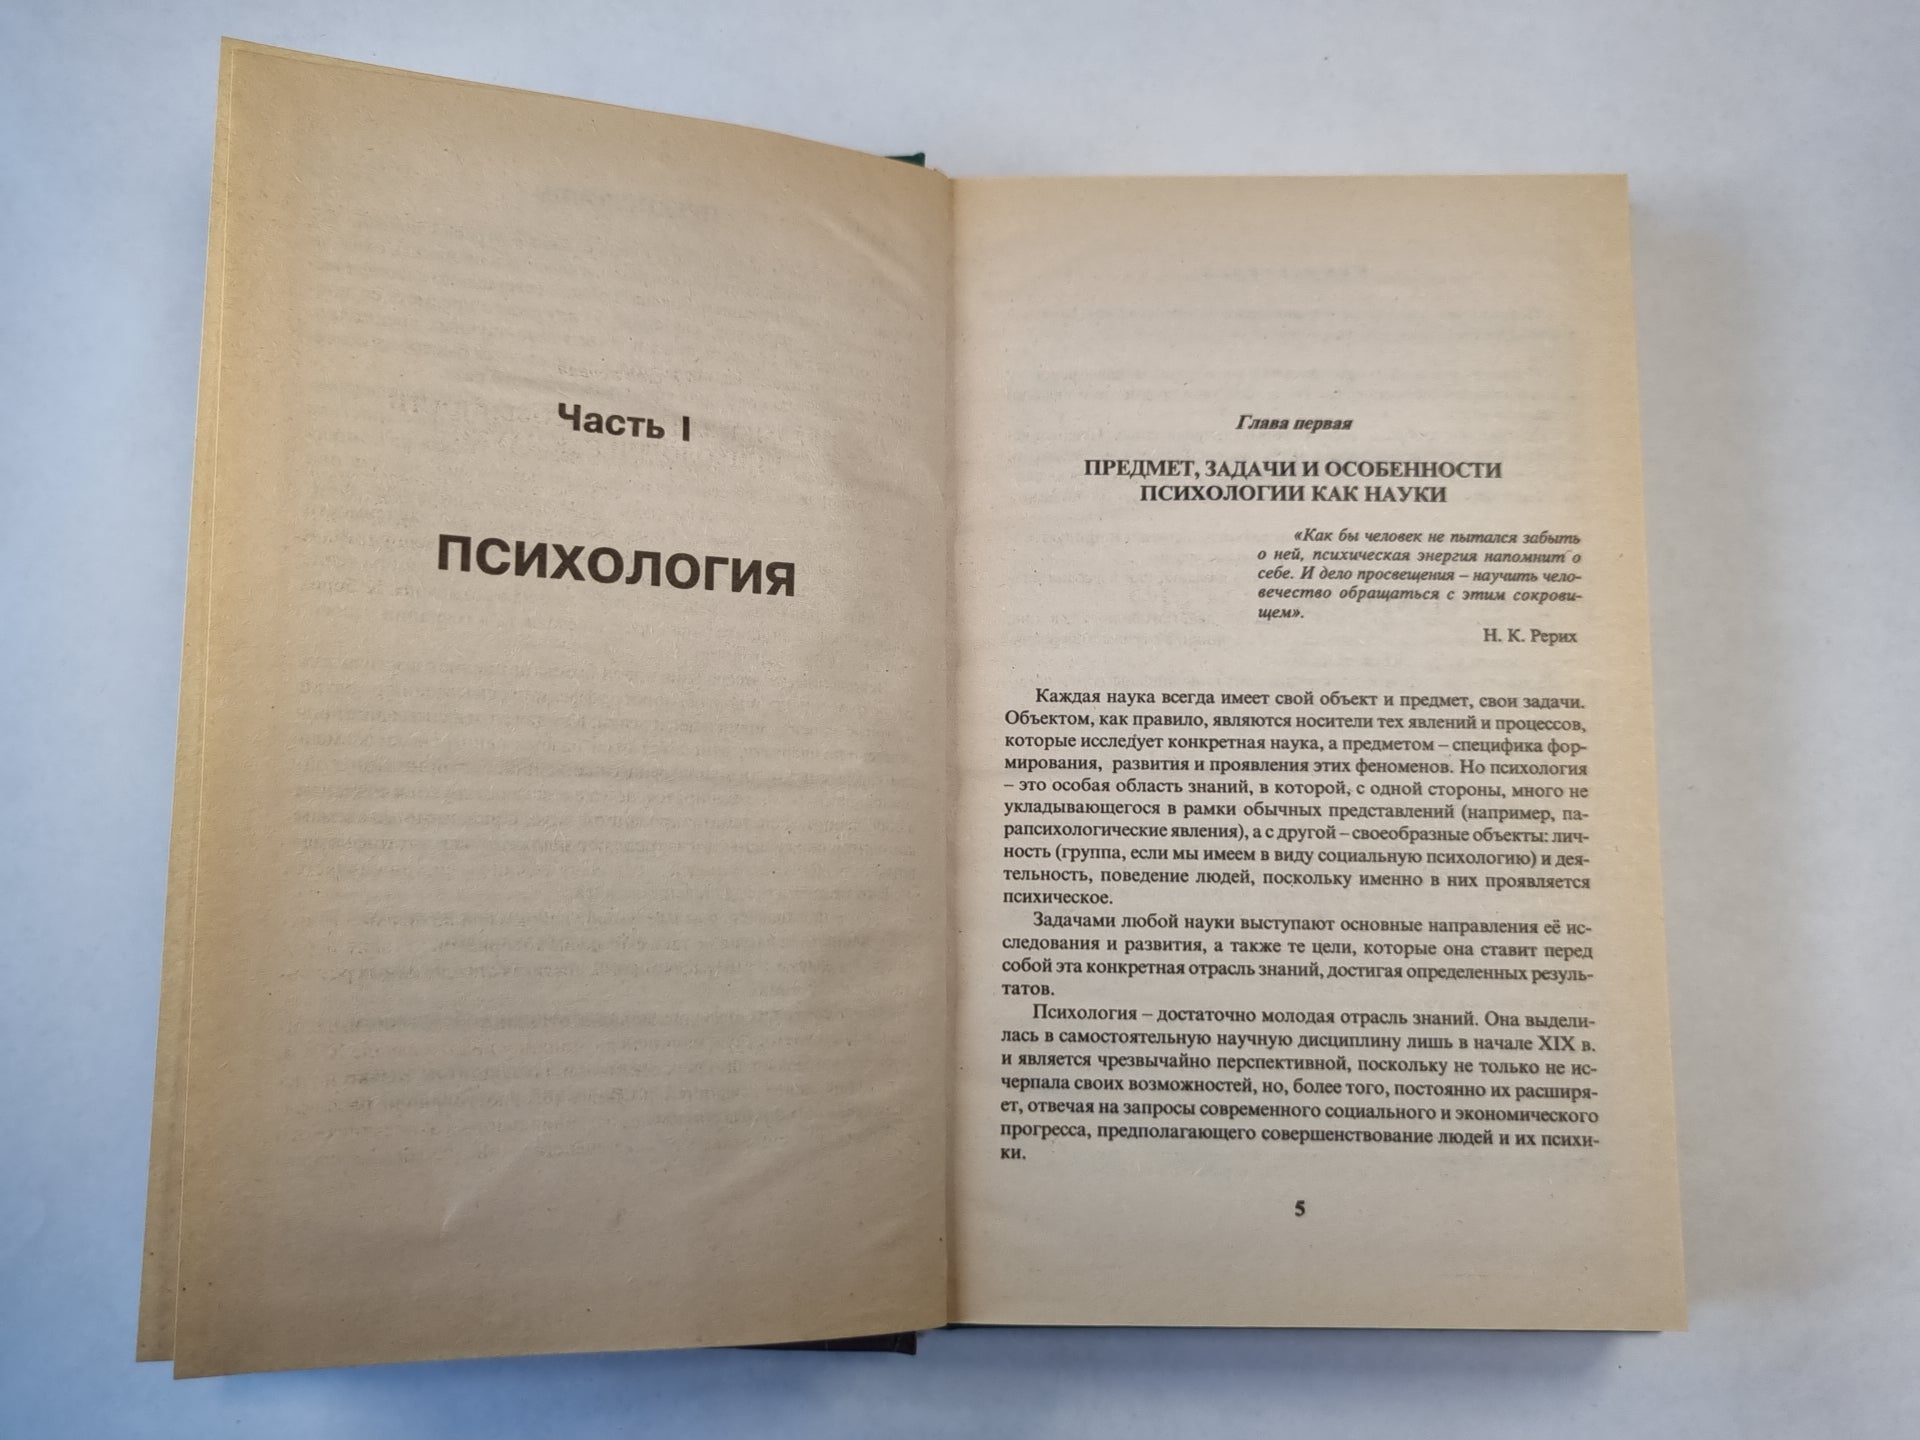 Часть I
ПСИХОЛОГИЯ
Глава первая
ПРЕДМЕТ, ЗАДАЧИ И ОСОБЕННОСТИ
ПСИХОЛОГИИ КАК НАУКИ
«Как бы человек не пытался забыть
о ней, психическая энергия напомнит о
себе. И дело просвещения – научить чело-
вечество обращаться с этим сокрови-
щем».
Н. К. Рерих
Каждая наука всегда имеет свой объект и предмет, свои задачи.
Объектом, как правило, являются носители тех явлений и процессов,
которые исследует конкретная наука, а предметом – специфика фор-
мирования, развития и проявления этих феноменов. Но психология
– это особая область знаний, в которой, с одной стороны, много не
укладывающегося в рамки обычных представлений (например, па-
рапсихологические явления), а с другой – своеобразные объекты: лич-
ность (группа, если мы имеем в виду социальную психологию) и дея-
тельность, поведение людей, поскольку именно в них проявляется
психическое.
Задачами любой науки выступают основные направления её ис-
следования и развития, а также те цели, которые она ставит перед
собой эта конкретная отрасль знаний, достигая определенных резуль-
татов.
Психология – достаточно молодая отрасль знаний. Она выдели-
лась в самостоятельную научную дисциплину лишь в начале XIX в.
и является чрезвычайно перспективной, поскольку не только не ис-
черпала своих возможностей, но, более того, постоянно их расширя-
ет, отвечая на запросы современного социального и экономического
прогресса, предполагающего совершенствование людей и их психи-
ки.
5